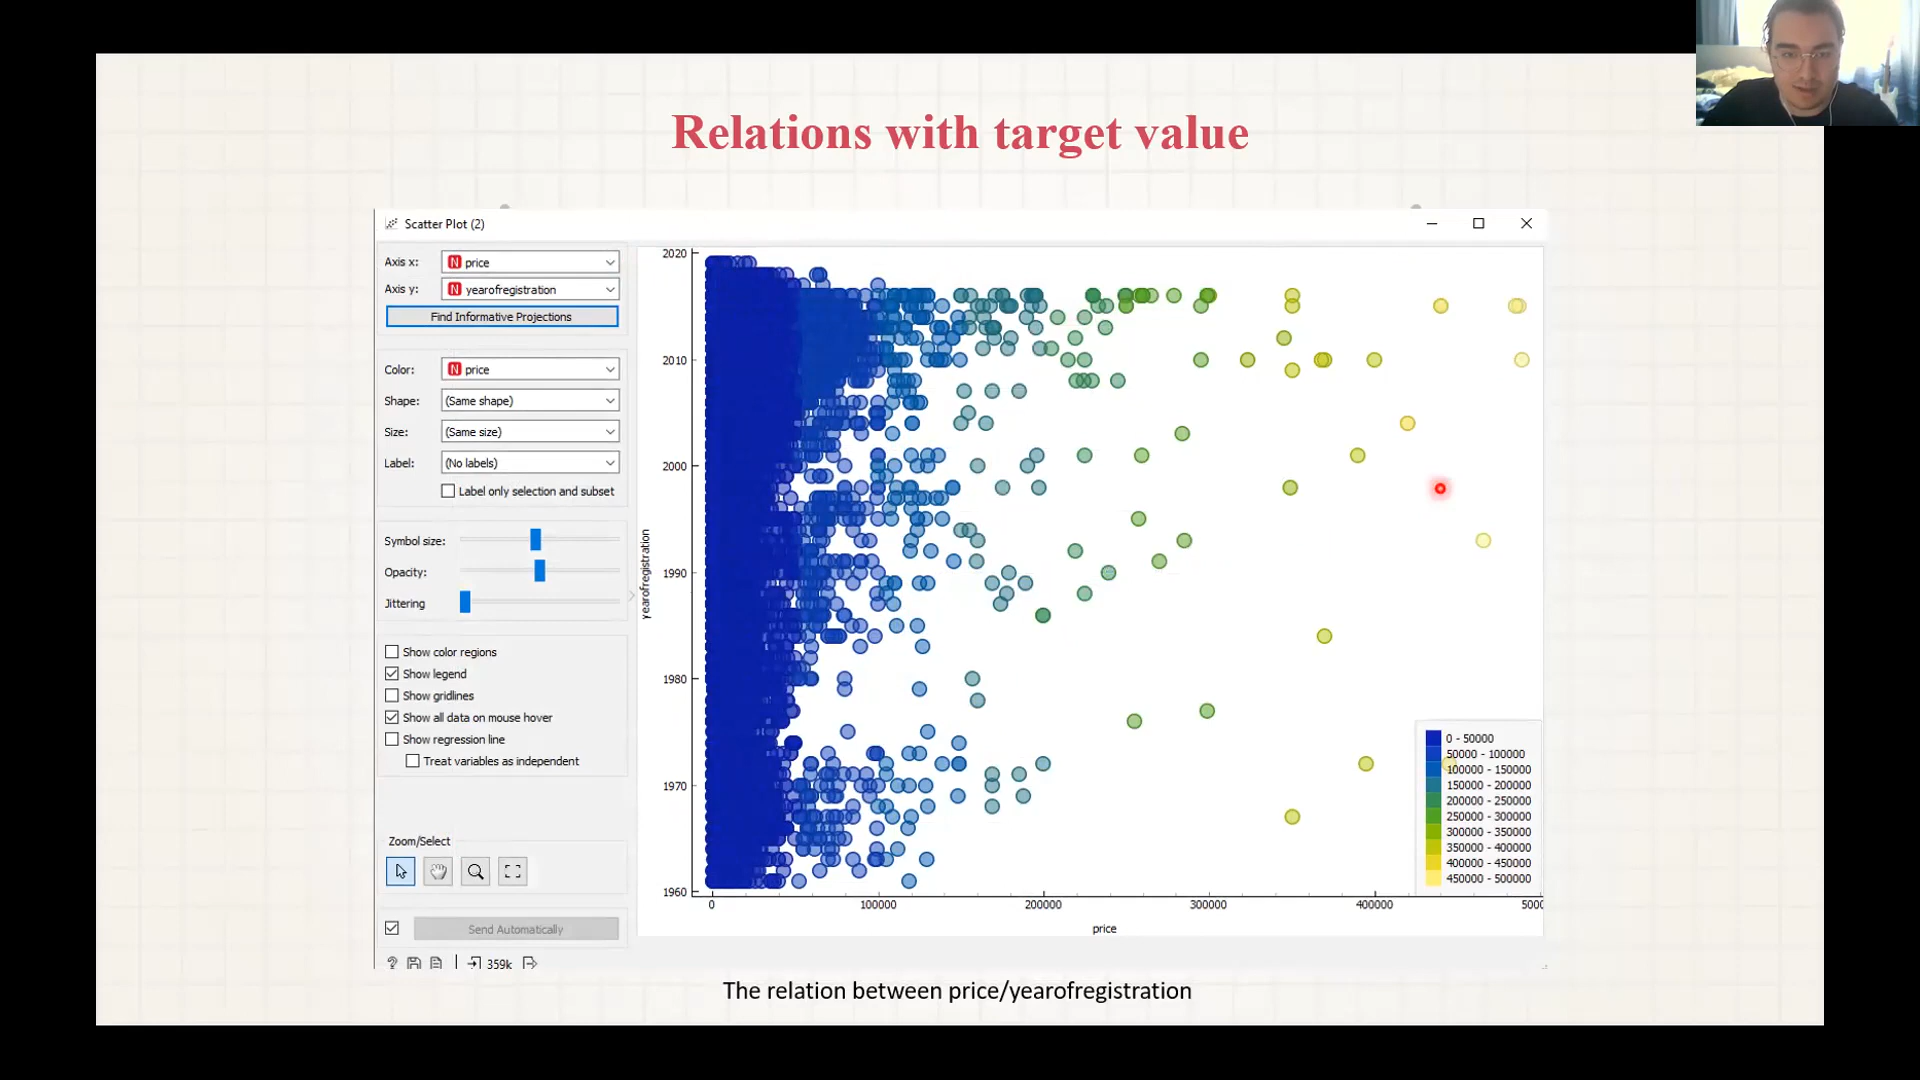 Relations with target value
Scatter Plot (2)
Axis x:
N price
Axis y:
N yearofregistration
Find Informative Projections
Color:
N price
Shape:
(Same shape)
Size:
(Same size)
Label:
(No labels)
Label only selection and subset
Symbol size:
Opacity:
Jittering
Show color regions
Show legend
Show gridlines
Show all data on mouse hover
Show regression line
Treat variables as independent
Zoom/Select
Send Automatically
? 359k
yearofregistration
2020
2010
2000
1990
1980
1970
1960
0 100000 200000 300000 400000 5000
price
0 - 50000
50000 - 100000
100000 - 150000
150000 - 200000
200000 - 250000
250000 - 300000
300000 - 350000
350000 - 400000
400000 - 450000
450000 - 500000
The relation between price/yearofregistration